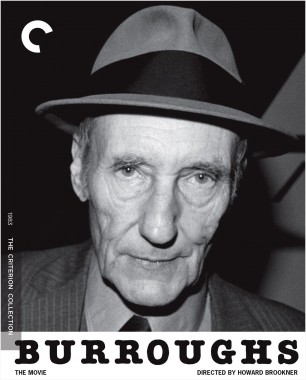 1983 THE CRITERION COLLECTION
BURROUGHS
THE MOVIE
DIRECTED BY HOWARD BROOKNER